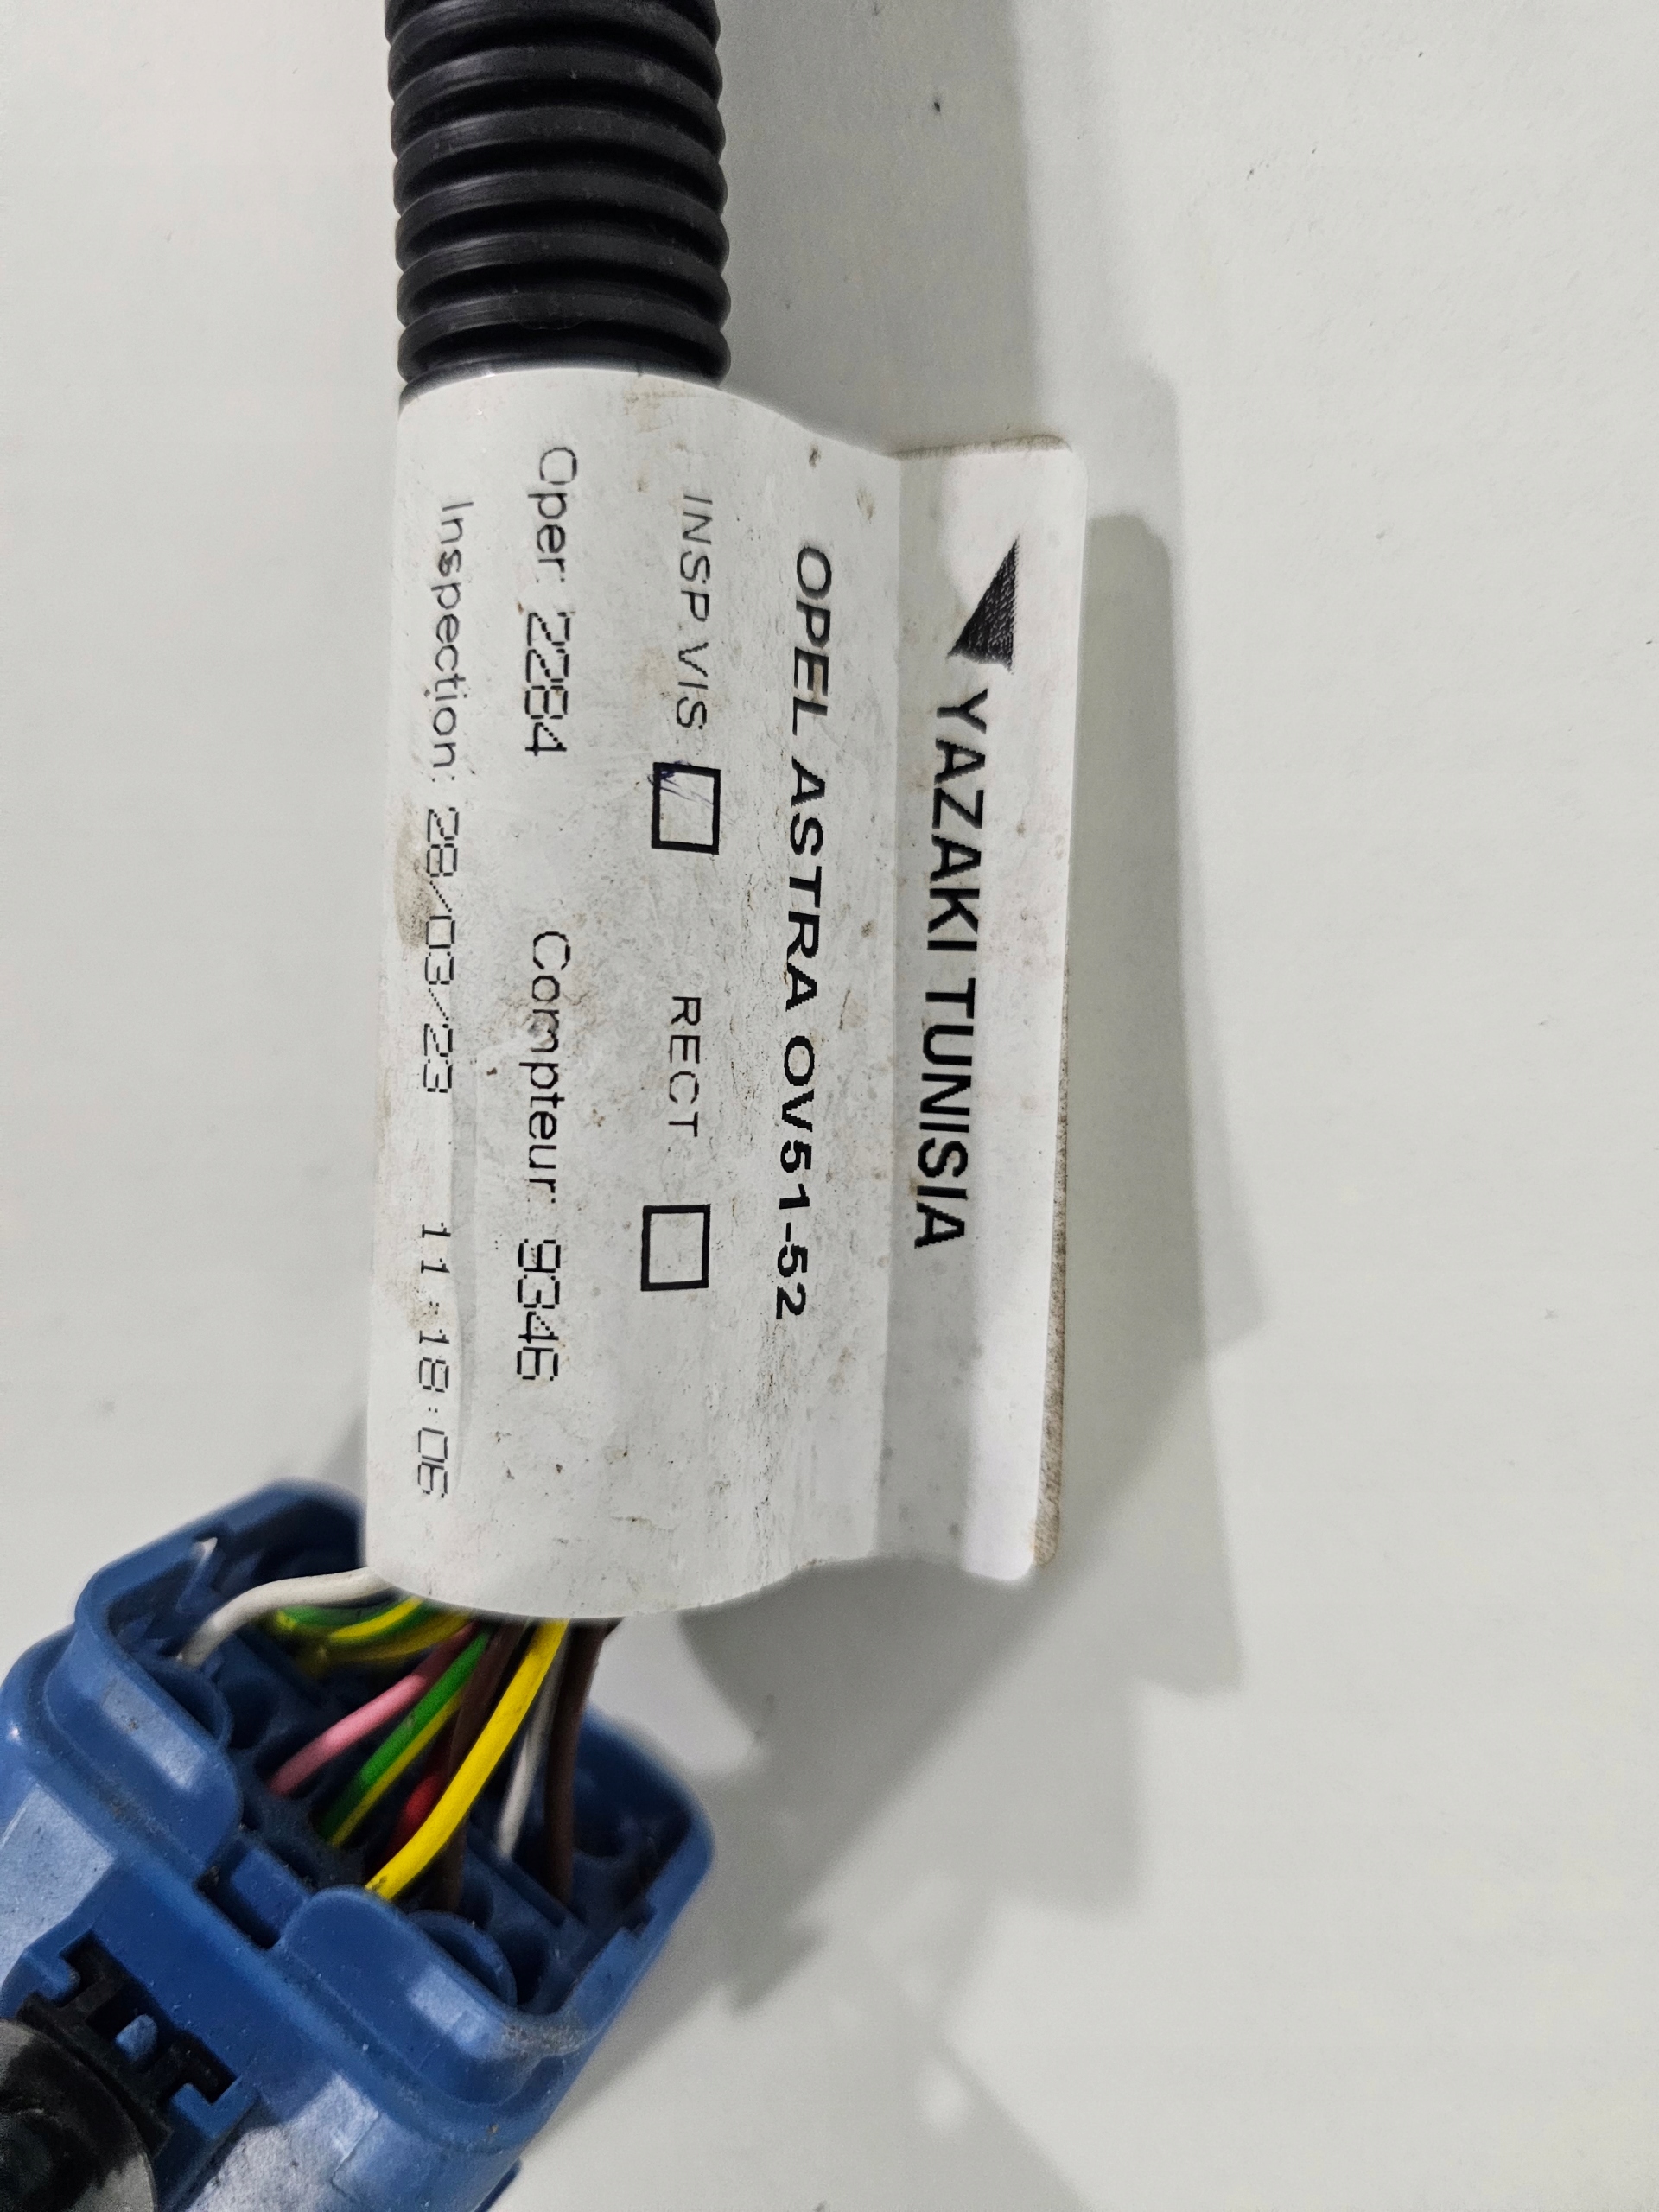 YAZAKI TUNISIA
OPEL ASTRA OV51-52
INSP.VIS RECT
Oper: 2284 Compteur 9346
Inspection: 28/03/23 11:18:06